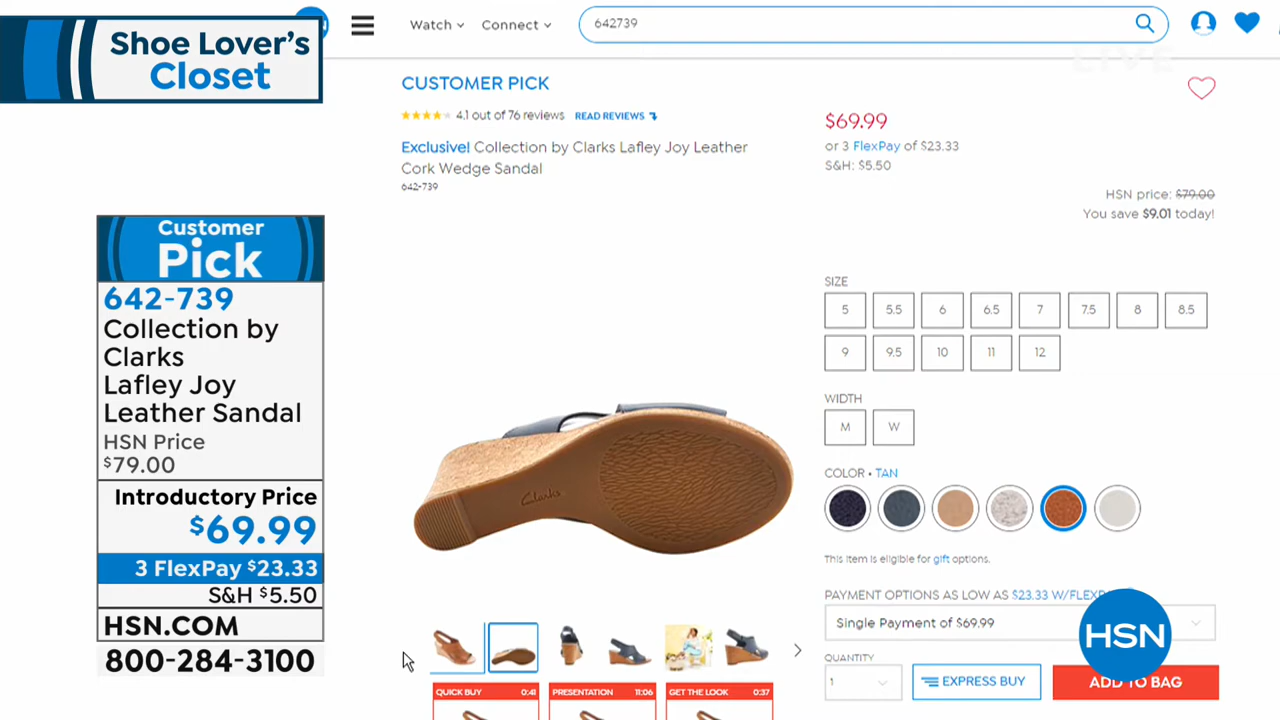 Shoe Lover's
Closet
Watch
Connect
642739
LIVE
CUSTOMER PICK
4.1 out of 76 reviews READ REVIEWS
Exclusive! Collection by Clarks Lafley Joy Leather
Cork Wedge Sandal
642-739
$69.99
or 3 FlexPay of $23.33
S&H: $5.50
HSN price: $79.00
You save $9.01 today!
Customer
Pick
642-739
Collection by
Clarks
Lafley Joy
Leather Sandal
HSN Price
$79.00
Introductory Price
$69.99
3 FlexPay $23.33
S&H $5.50
HSN.COM
800-284-3100
Clarks
SIZE
5 5.5 6 6.5 7 7.5 8 8.5
9 9.5 10 11 12
WIDTH
M W
COLOR • TAN
This item is eligible for gift options.
PAYMENT OPTIONS AS LOW AS $23.33 W/FLEXP
Single Payment of $69.99
HSN
QUANTITY
1
EXPRESS BUY
ADD TO BAG
QUICK BUY 0:41
PRESENTATION 11:06
GET THE LOOK 0:37